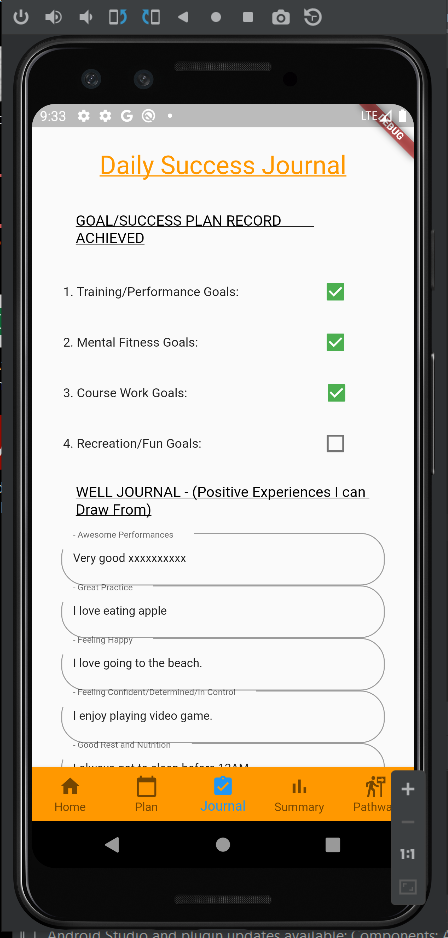 9:33
LTE
DEBUG
Daily Success Journal
GOAL/SUCCESS PLAN RECORD
ACHIEVED
1. Training/Performance Goals:
2. Mental Fitness Goals:
3. Course Work Goals:
4. Recreation/Fun Goals:
WELL JOURNAL - (Positive Experiences I can
Draw From)
- Awesome Performances
Very good xxxxxxxxxx
- Great Practice
I love eating apple
- Feeling Happy
I love going to the beach.
- Feeling Confident/Determined/In Control
I enjoy playing video game.
- Good Rest and Nutrition
I always get to sleep before 12AM
Home Plan Journal Summary Pathwa
1:1
Android Studio and plugin updates available: Components: A